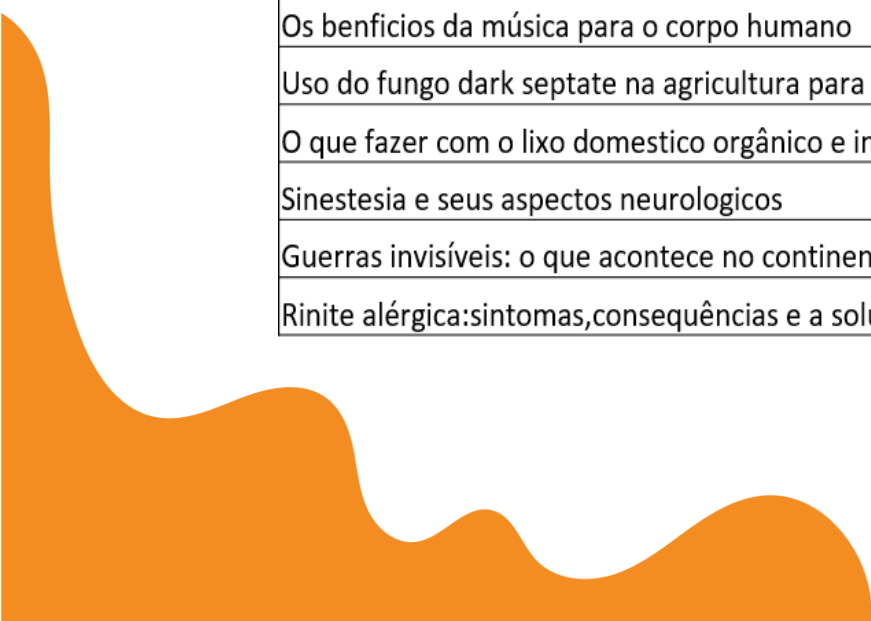 Os benficios da música para o corpo humano
Uso do fungo dark septate na agricultura para
O que fazer com o lixo domestico orgânico e
Sinestesia e seus aspectos neurologicos
Guerras invisíveis: o que acontece no
Rinite alérgica:sintomas,consequências e a